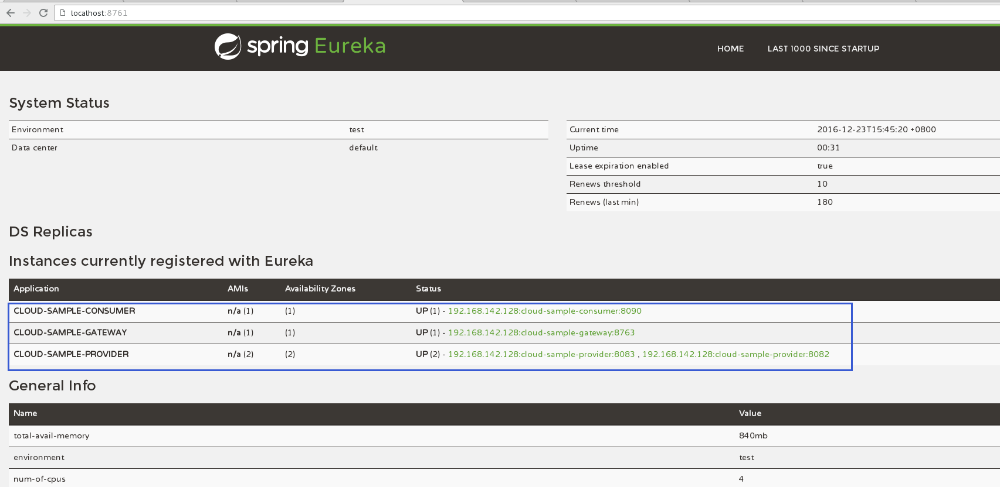 localhost:8761
spring Eureka
HOME LAST 1000 SINCE STARTUP
System Status
Environment test
Data center default
Current time 2016-12-23T15:45:20 +0800
Uptime 00:31
Lease expiration enabled true
Renews threshold 10
Renews (last min) 180
DS Replicas
Instances currently registered with Eureka
Application AMIs Availability Zones Status
CLOUD-SAMPLE-CONSUMER n/a (1) (1) UP (1) - 192.168.142.128:cloud-sample-consumer:8090
CLOUD-SAMPLE-GATEWAY n/a (1) (1) UP (1) - 192.168.142.128:cloud-sample-gateway:8763
CLOUD-SAMPLE-PROVIDER n/a (2) (2) UP (2) - 192.168.142.128:cloud-sample-provider:8083 , 192.168.142.128:cloud-sample-provider:8082
General Info
Name Value
total-avail-memory 840mb
environment test
num-of-cpus 4